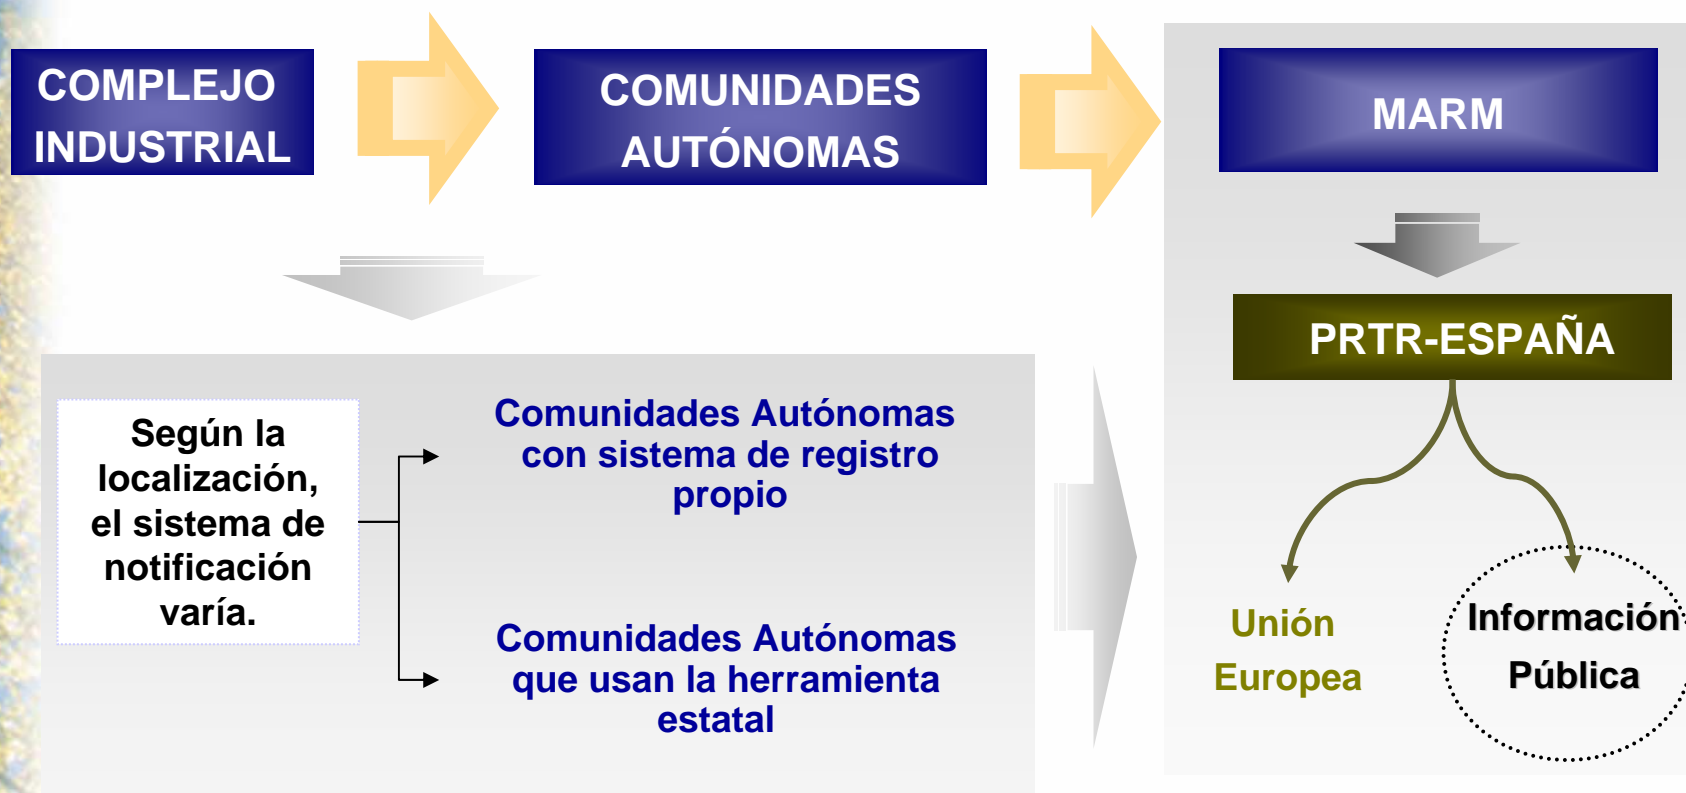 COMPLEJO
INDUSTRIAL
COMUNIDADES
AUTÓNOMAS
MARM
PRTR-ESPAÑA
Según la
localización,
el sistema de
notificación
varía.
Comunidades Autónomas
con sistema de registro
propio
Comunidades Autónomas
que usan la herramienta
estatal
Unión
Europea
Información
Pública